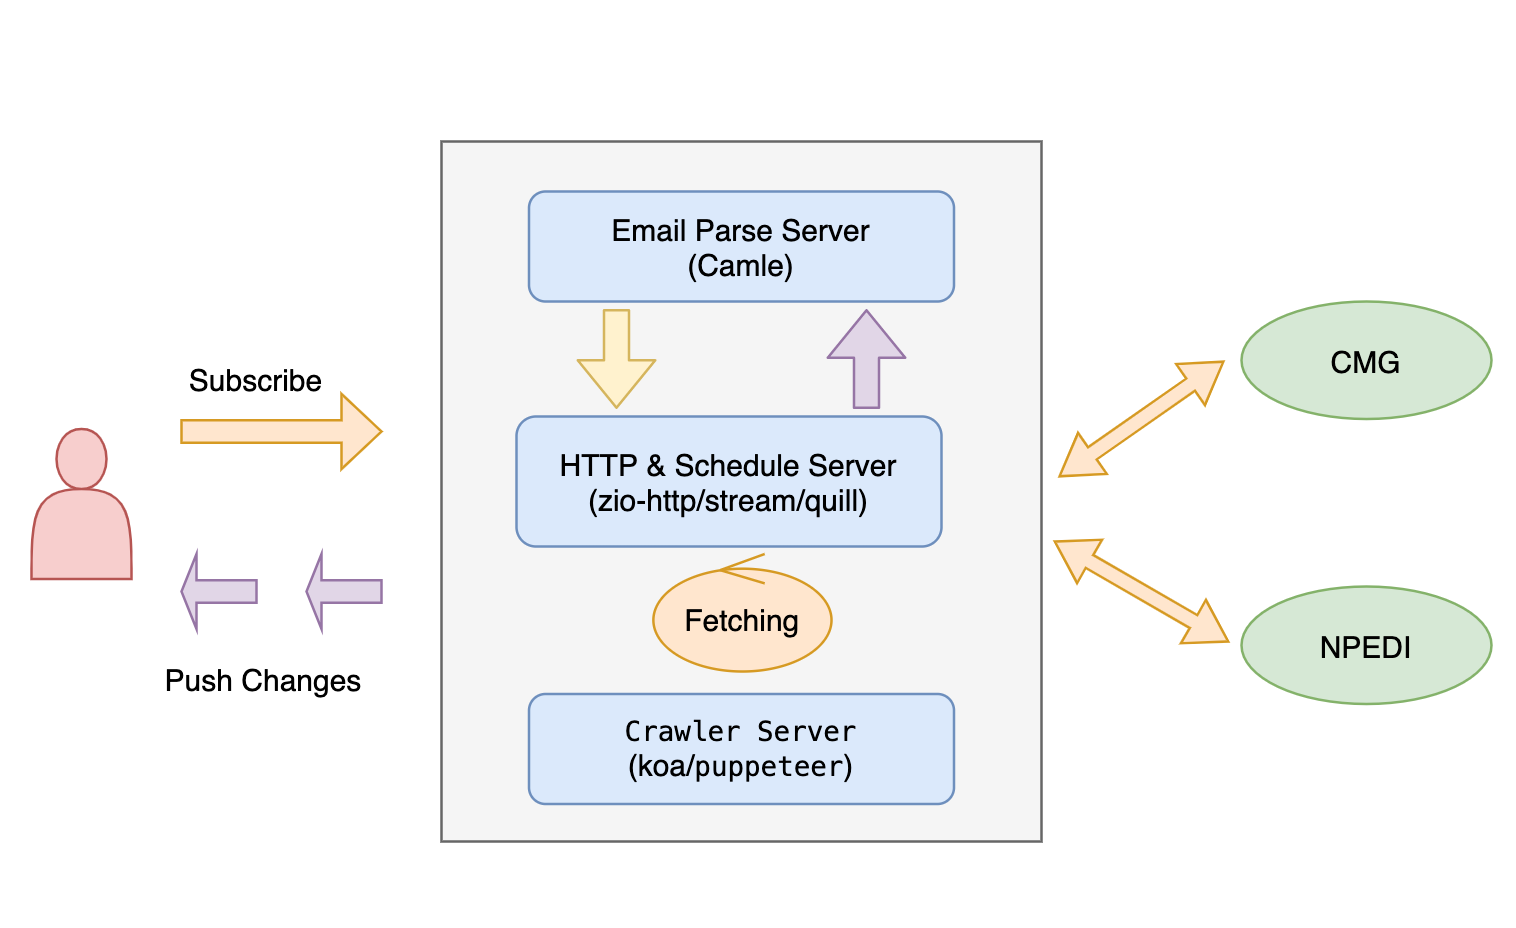 Email Parse Server
(Camle)
Subscribe
HTTP & Schedule Server
(zio-http/stream/quill)
Fetching
Push Changes
Crawler Server
(koa/puppeteer)
CMG
NPEDI